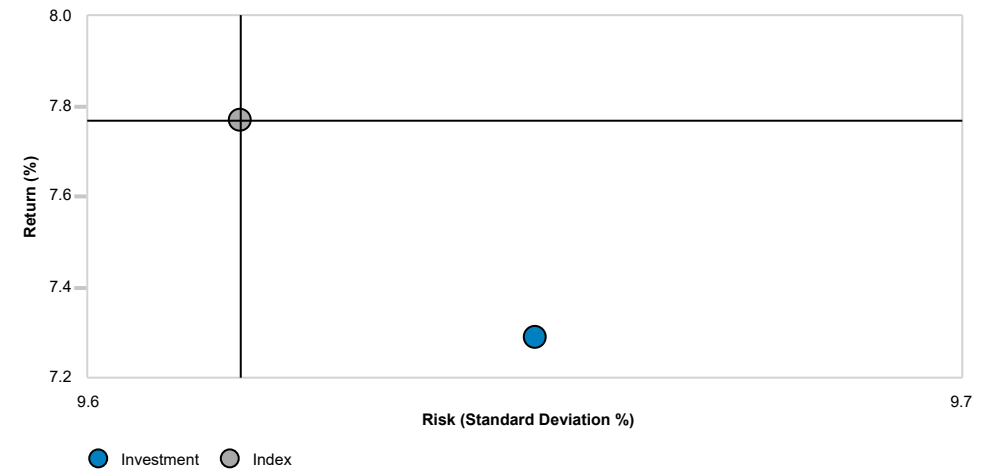 8.0
7.8
7.6
7.4
7.2
Return (%)
9.6
9.7
Risk (Standard Deviation %)
Investment
Index